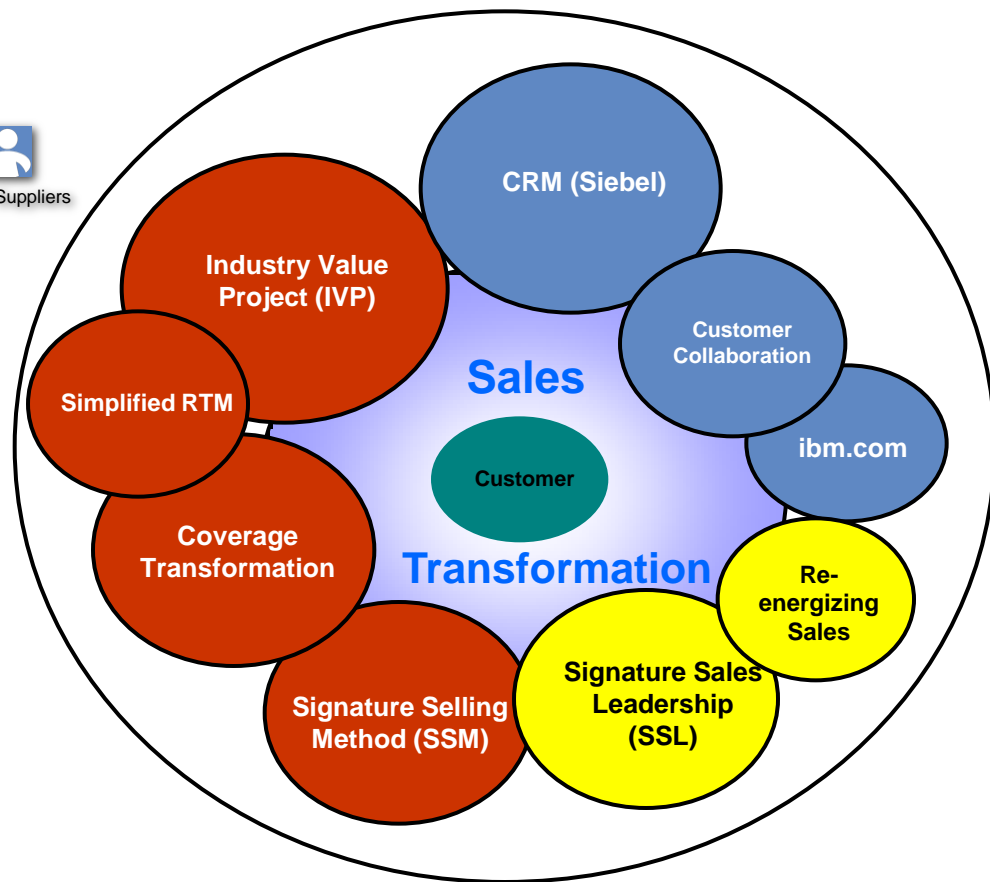 Suppliers
CRM (Siebel)
Industry Value
Project (IVP)
Customer
Collaboration
Simplified RTM
Sales
ibm.com
Customer
Coverage
Transformation
Transformation
Re-
energizing
Sales
Signature Sales
Leadership
(SSL)
Signature Selling
Method (SSM)